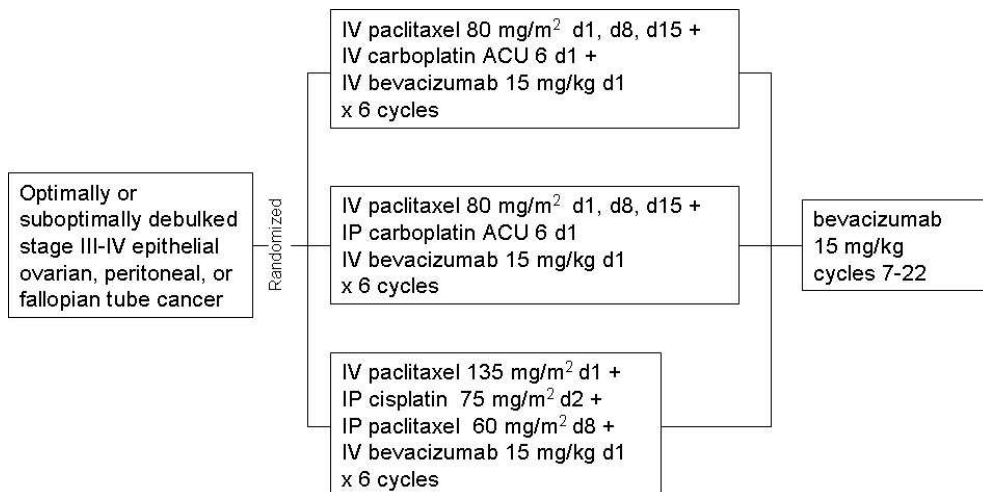 IV paclitaxel 80 mg/m² d1, d8, d15 +
IV carboplatin ACU 6 d1 +
IV bevacizumab 15 mg/kg d1
x 6 cycles
Optimally or
suboptimally debulked
stage III-IV epithelial
ovarian, peritoneal, or
fallopian tube cancer
Randomized
IV paclitaxel 80 mg/m² d1, d8, d15 +
IP carboplatin ACU 6 d1
IV bevacizumab 15 mg/kg d1
x 6 cycles
bevacizumab
15 mg/kg
cycles 7-22
IV paclitaxel 135 mg/m² d1 +
IP cisplatin 75 mg/m² d2 +
IP paclitaxel 60 mg/m² d8 +
IV bevacizumab 15 mg/kg d1
x 6 cycles